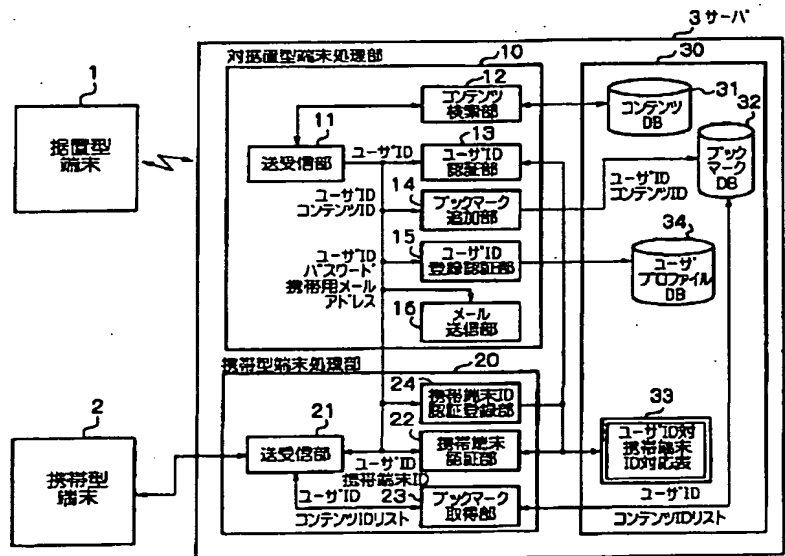 3 サーバ
10
対据置型端末処理部
30
1
据置型
端末
12
コンテンツ
検索部
31
コンテンツ
DB
32
ブック
マーク
DB
11
送受信部
ユーザID
13
ユーザID
認証部
ユーザID
コンテンツID
14
ブックマーク
追加部
ユーザID
コンテンツID
15
ユーザID
登録認証部
34
ユーザ
プロファイル
DB
ユーザID
パスワード
携帯用メール
アドレス
16
メール
送信部
携帯型端末処理部
20
24
携帯端末ID
認証登録部
2
携帯型
端末
21
送受信部
22
携帯端末
認証部
33
ユーザID対
携帯端末
ID対応表
ユーザID
携帯端末ID
ユーザID
23
ブックマーク
取得部
ユーザID
コンテンツIDリスト
コンテンツIDリスト